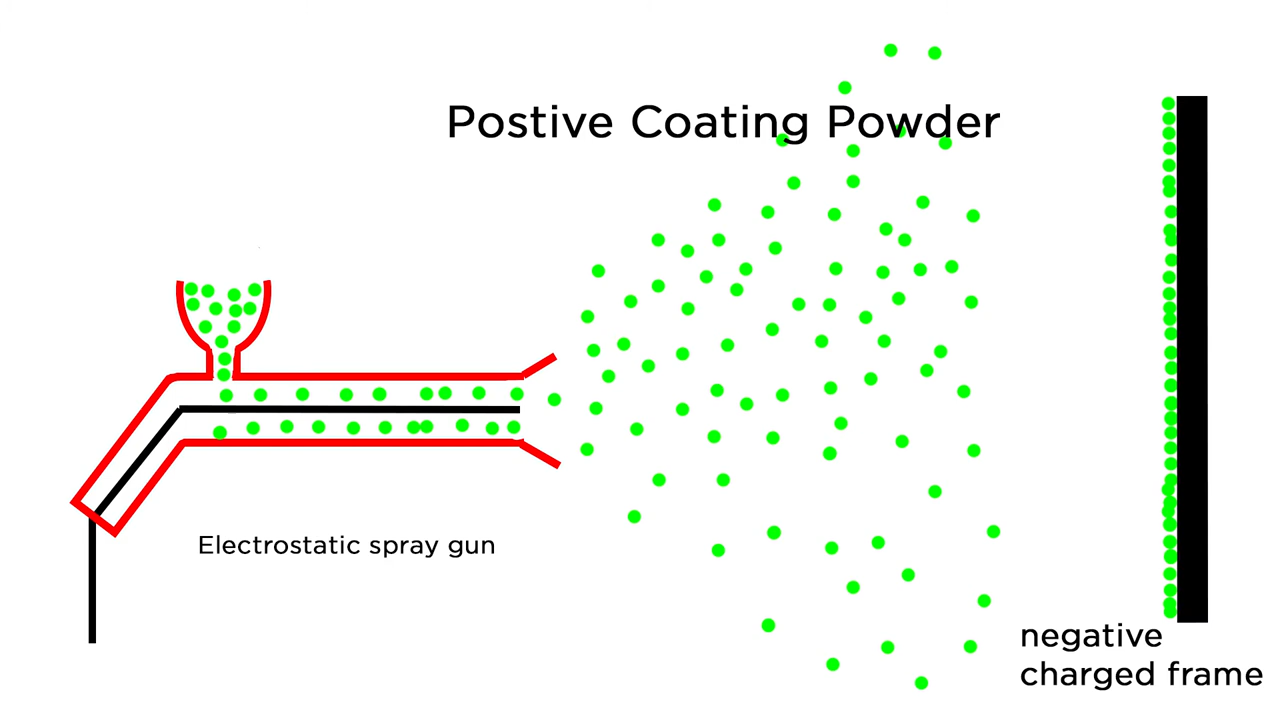 Postive Coating Powder
Electrostatic spray gun
negative
charged frame